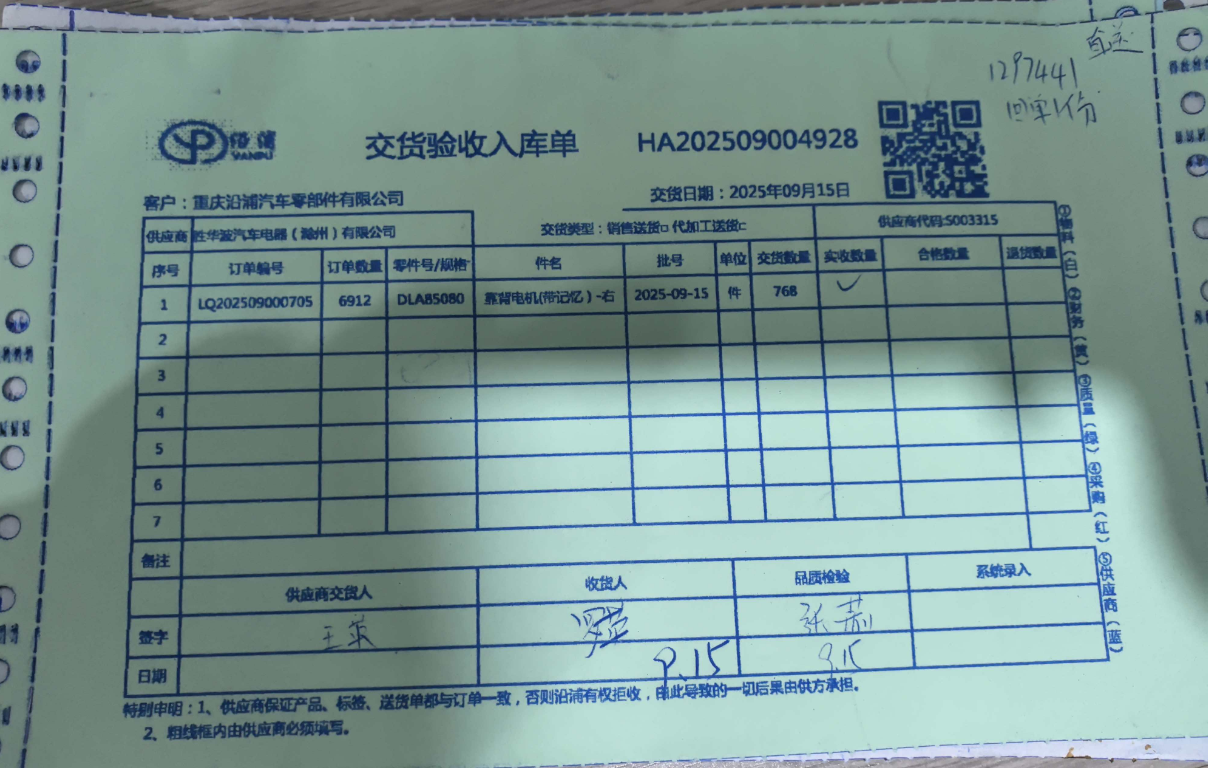 直送
1297441
回单1份
沿浦
YANPU
交货验收入库单 HA202509004928
客户：重庆沿浦汽车零部件有限公司 交货日期：2025年09月15日
供应商 胜华波汽车电器（滁州）有限公司 交货类型：销售送货□ 代加工送货□ 供应商代码:S003315
序号 订单编号 订单数量 零件号/规格 件名 批号 单位 交货数量 实收数量 合格数量 退货数量
1 LQ202509000705 6912 DLA85080 靠背电机(带记忆）-右 2025-09-15 件 768 ✓
2
3
4
5
6
7
备注
供应商交货人 收货人 品质检验 系统录入
签字 王 张
日期 9.15 9.15
特别申明：1、供应商保证产品、标签、送货单都与订单一致，否则沿浦有权拒收，由此导致的一切后果由供方承担。
2、粗线框内由供应商必须填写。
①物料（白）②财务（黄）③质量（绿）④采购（红）⑤供应商（蓝）